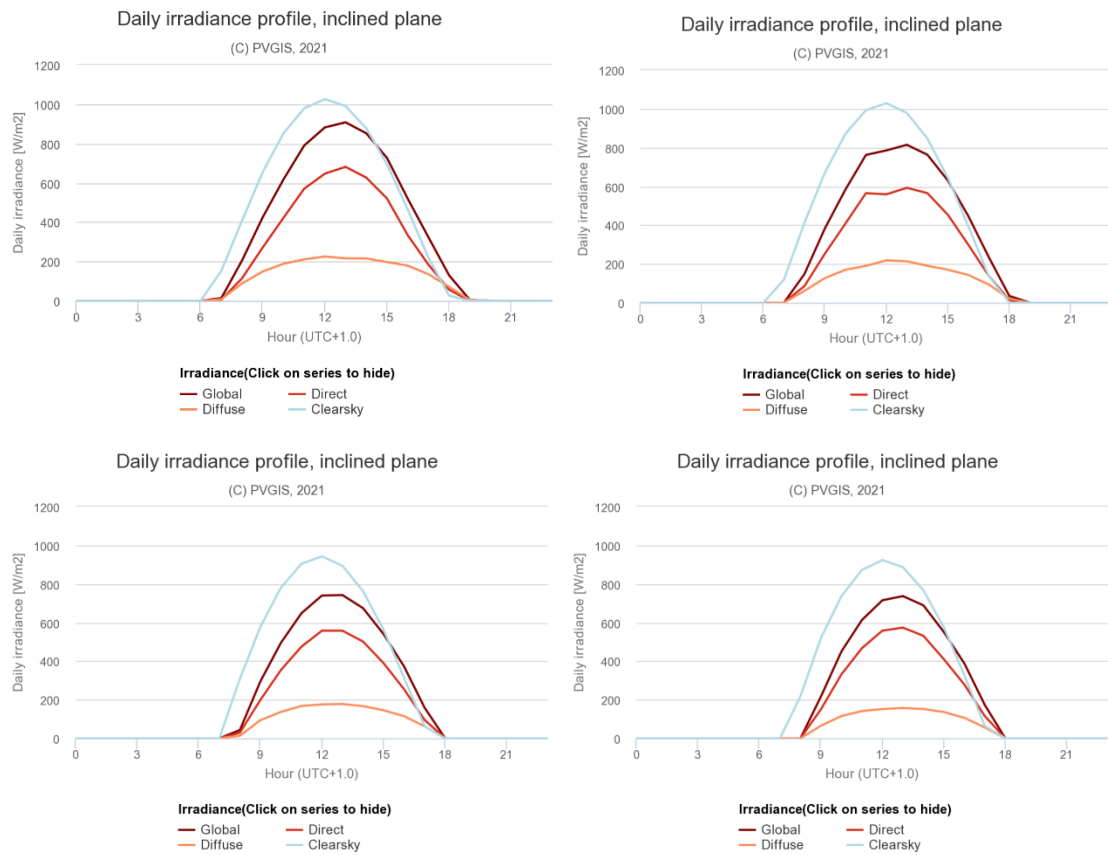 Daily irradiance profile, inclined plane
(C) PVGIS, 2021
1200
1000
800
600
400
200
0
Daily irradiance [W/m2]
0 3 6 9 12 15 18 21
Hour (UTC+1.0)
Irradiance(Click on series to hide)
Global Direct
Diffuse Clearsky
Daily irradiance profile, inclined plane
(C) PVGIS, 2021
1200
1000
800
600
400
200
0
Daily irradiance [W/m2]
0 3 6 9 12 15 18 21
Hour (UTC+1.0)
Irradiance(Click on series to hide)
Global Direct
Diffuse Clearsky
Daily irradiance profile, inclined plane
(C) PVGIS, 2021
1200
1000
800
600
400
200
0
Daily irradiance [W/m2]
0 3 6 9 12 15 18 21
Hour (UTC+1.0)
Irradiance(Click on series to hide)
Global Direct
Diffuse Clearsky
Daily irradiance profile, inclined plane
(C) PVGIS, 2021
1200
1000
800
600
400
200
0
Daily irradiance [W/m2]
0 3 6 9 12 15 18 21
Hour (UTC+1.0)
Irradiance(Click on series to hide)
Global Direct
Diffuse Clearsky